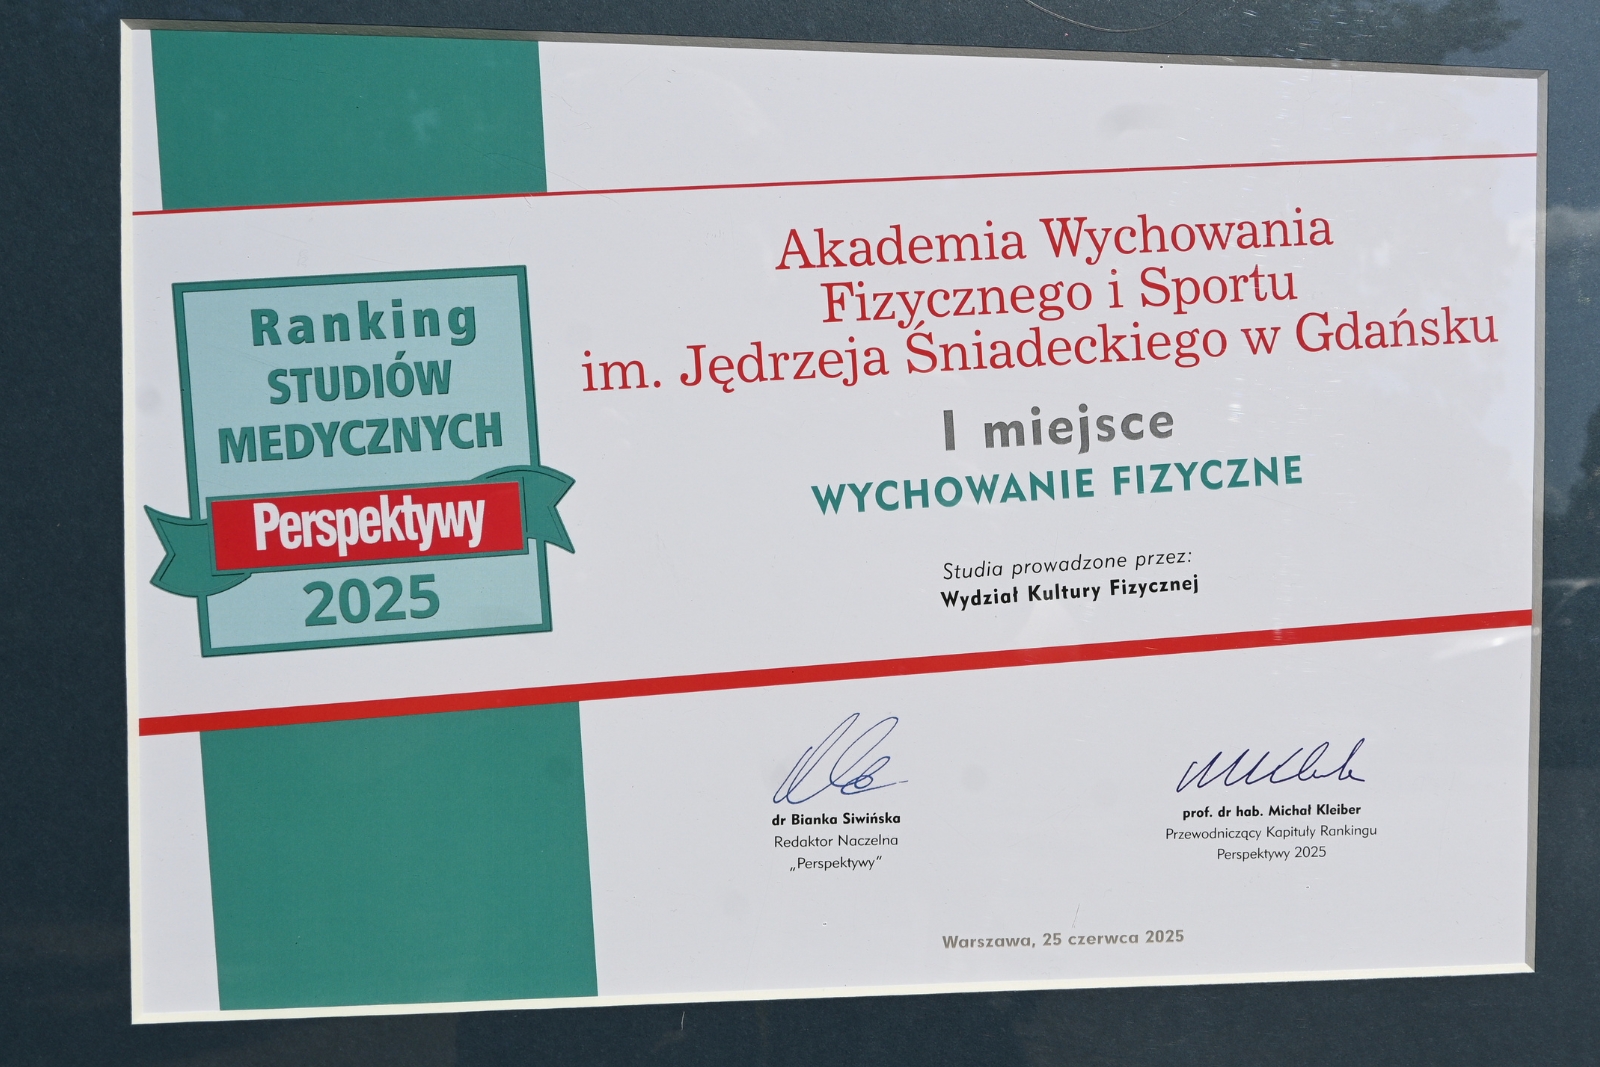 Ranking
STUDIÓW
MEDYCZNYCH
Perspektywy
2025
Akademia Wychowania
Fizycznego i Sportu
im. Jędrzeja Śniadeckiego w Gdańsku
I miejsce
WYCHOWANIE FIZYCZNE
Studia prowadzone przez:
Wydział Kultury Fizycznej
dr Bianka Siwińska
Redaktor Naczelna
„Perspektywy”
prof. dr hab. Michał Kleiber
Przewodniczący Kapituły Rankingu
Perspektywy 2025
Warszawa, 25 czerwca 2025